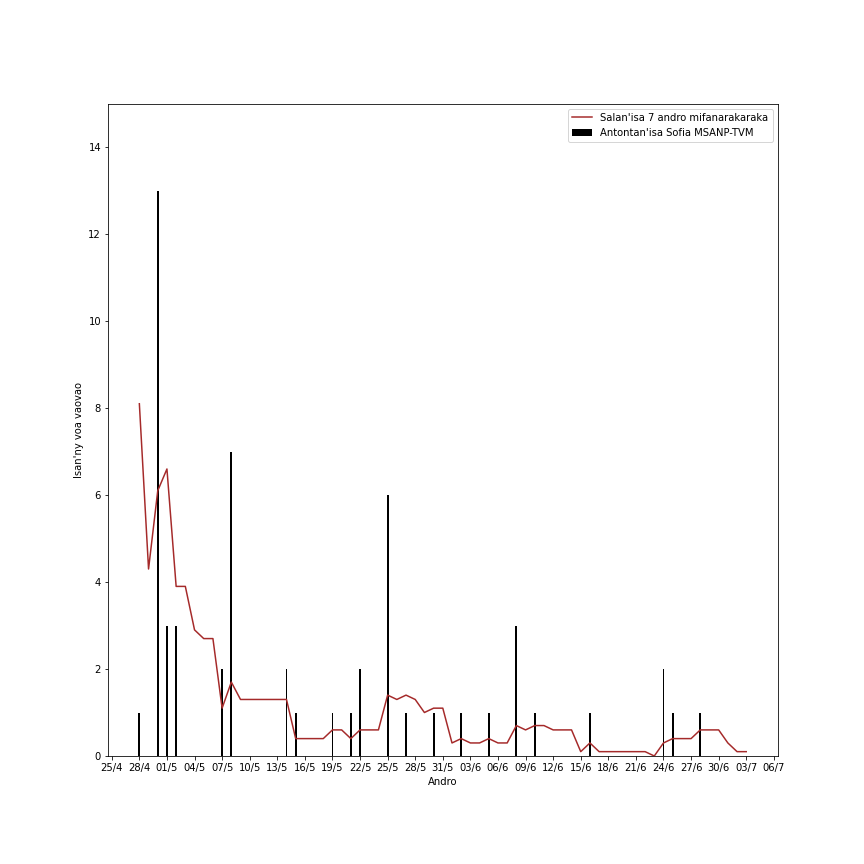 Salan'isa 7 andro mifanarakaraka
Antontan'isa Sofia MSANP-TVM
14
12
10
8
6
4
2
0
Isan'ny voa vaovao
25/4 28/4 01/5 04/5 07/5 10/5 13/5 16/5 19/5 22/5 25/5 28/5 31/5 03/6 06/6 09/6 12/6 15/6 18/6 21/6 24/6 27/6 30/6 03/7 06/7
Andro